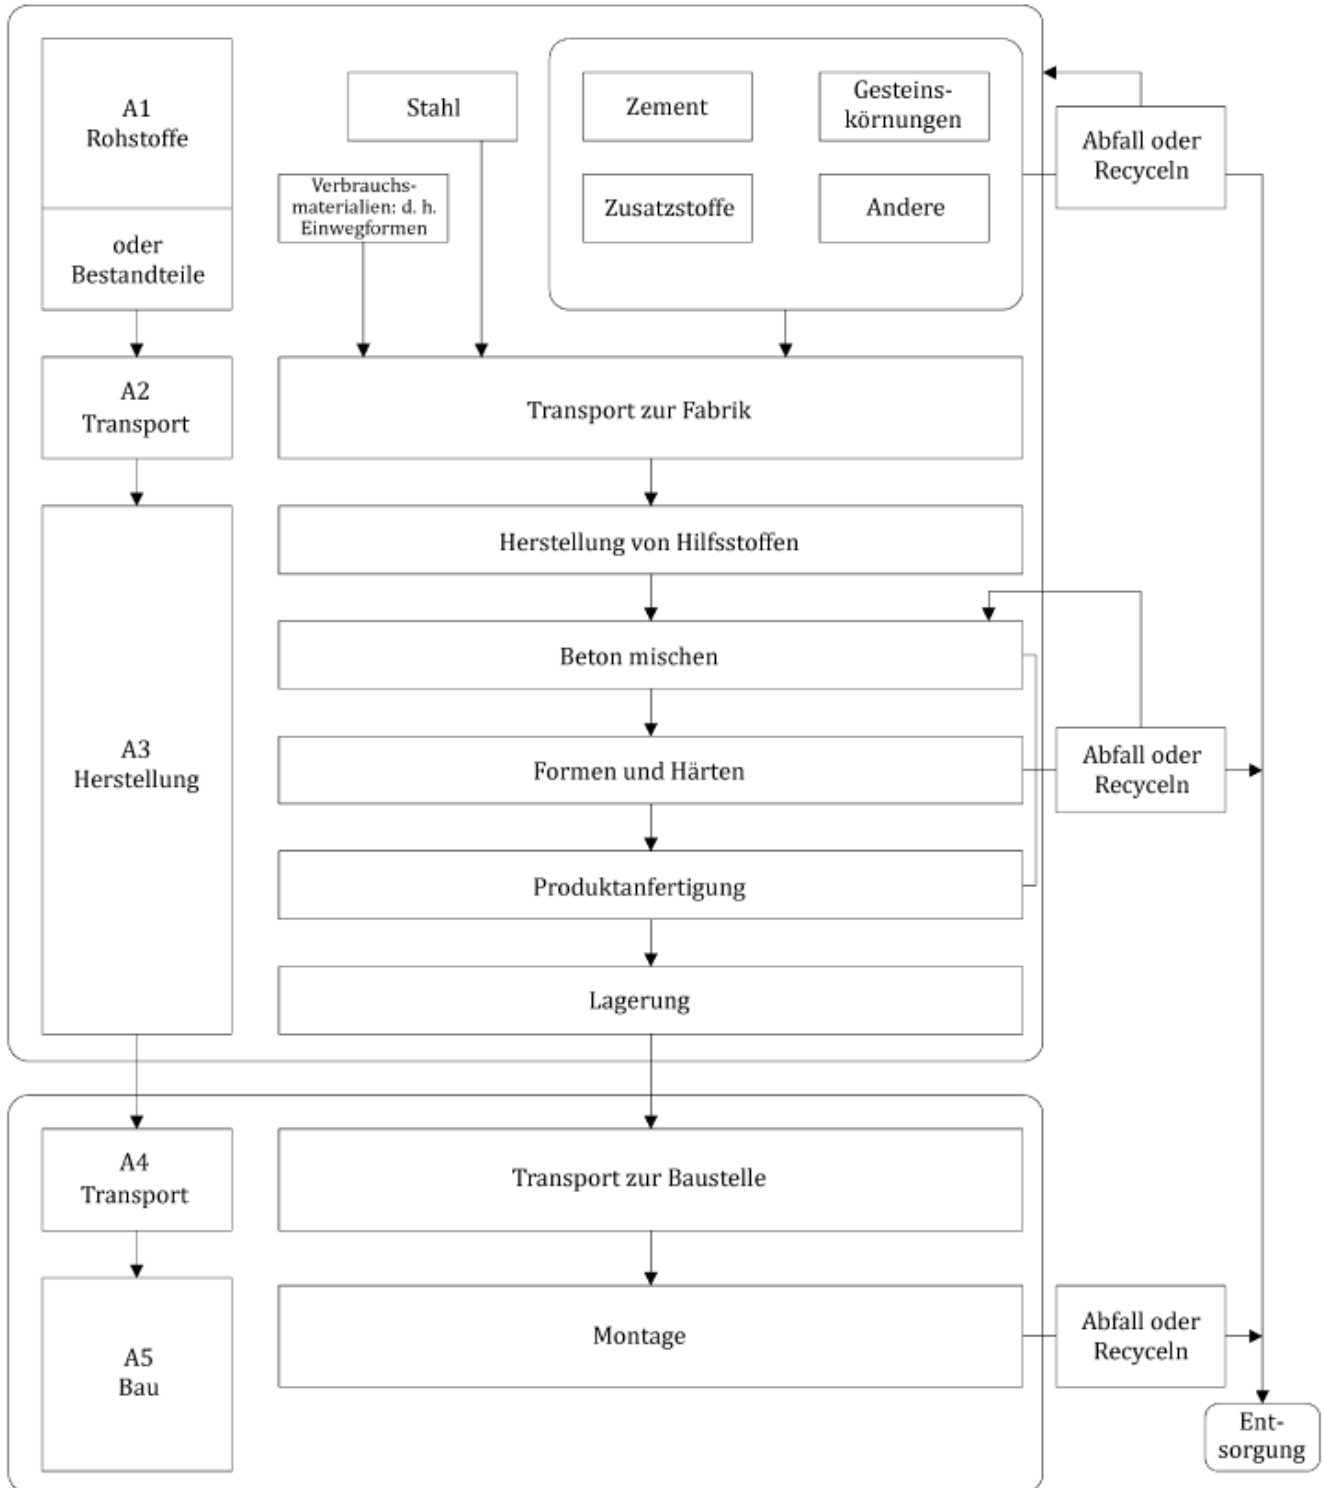 A1
Rohstoffe
oder
Bestandteile
Stahl
Verbrauchs-
materialien: d. h.
Einwegformen
Zement
Gesteins-
körnungen
Zusatzstoffe
Andere
Abfall oder
Recyceln
A2
Transport
Transport zur Fabrik
A3
Herstellung
Herstellung von Hilfsstoffen
Beton mischen
Formen und Härten
Produktanfertigung
Lagerung
Abfall oder
Recyceln
A4
Transport
Transport zur Baustelle
A5
Bau
Montage
Abfall oder
Recyceln
Ent-
sorgung